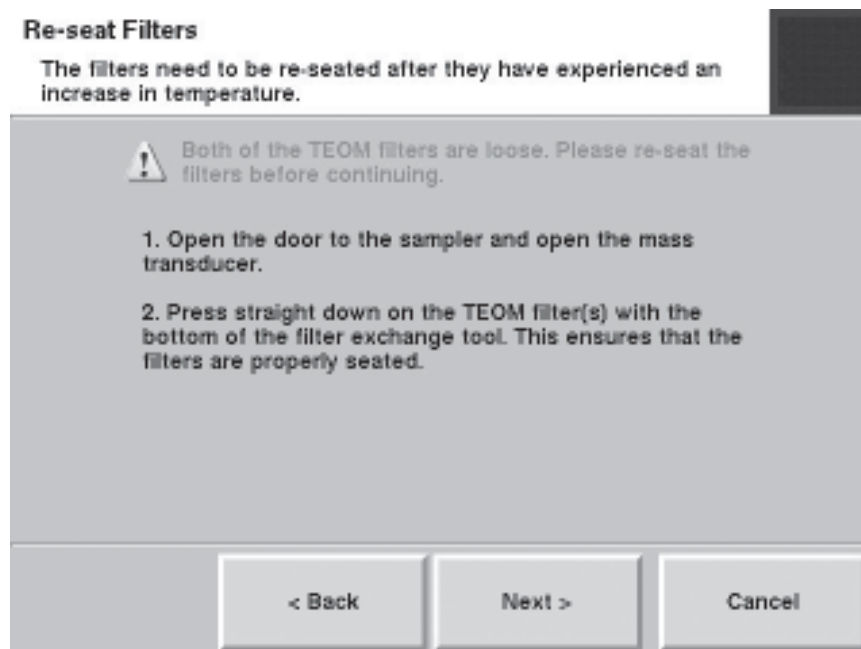 Re-seat Filters
The filters need to be re-seated after they have experienced an
increase in temperature.
Both of the TEOM filters are loose. Please re-seat the
filters before continuing.
1. Open the door to the sampler and open the mass
transducer.
2. Press straight down on the TEOM filter(s) with the
bottom of the filter exchange tool. This ensures that the
filters are properly seated.
< Back
Next >
Cancel